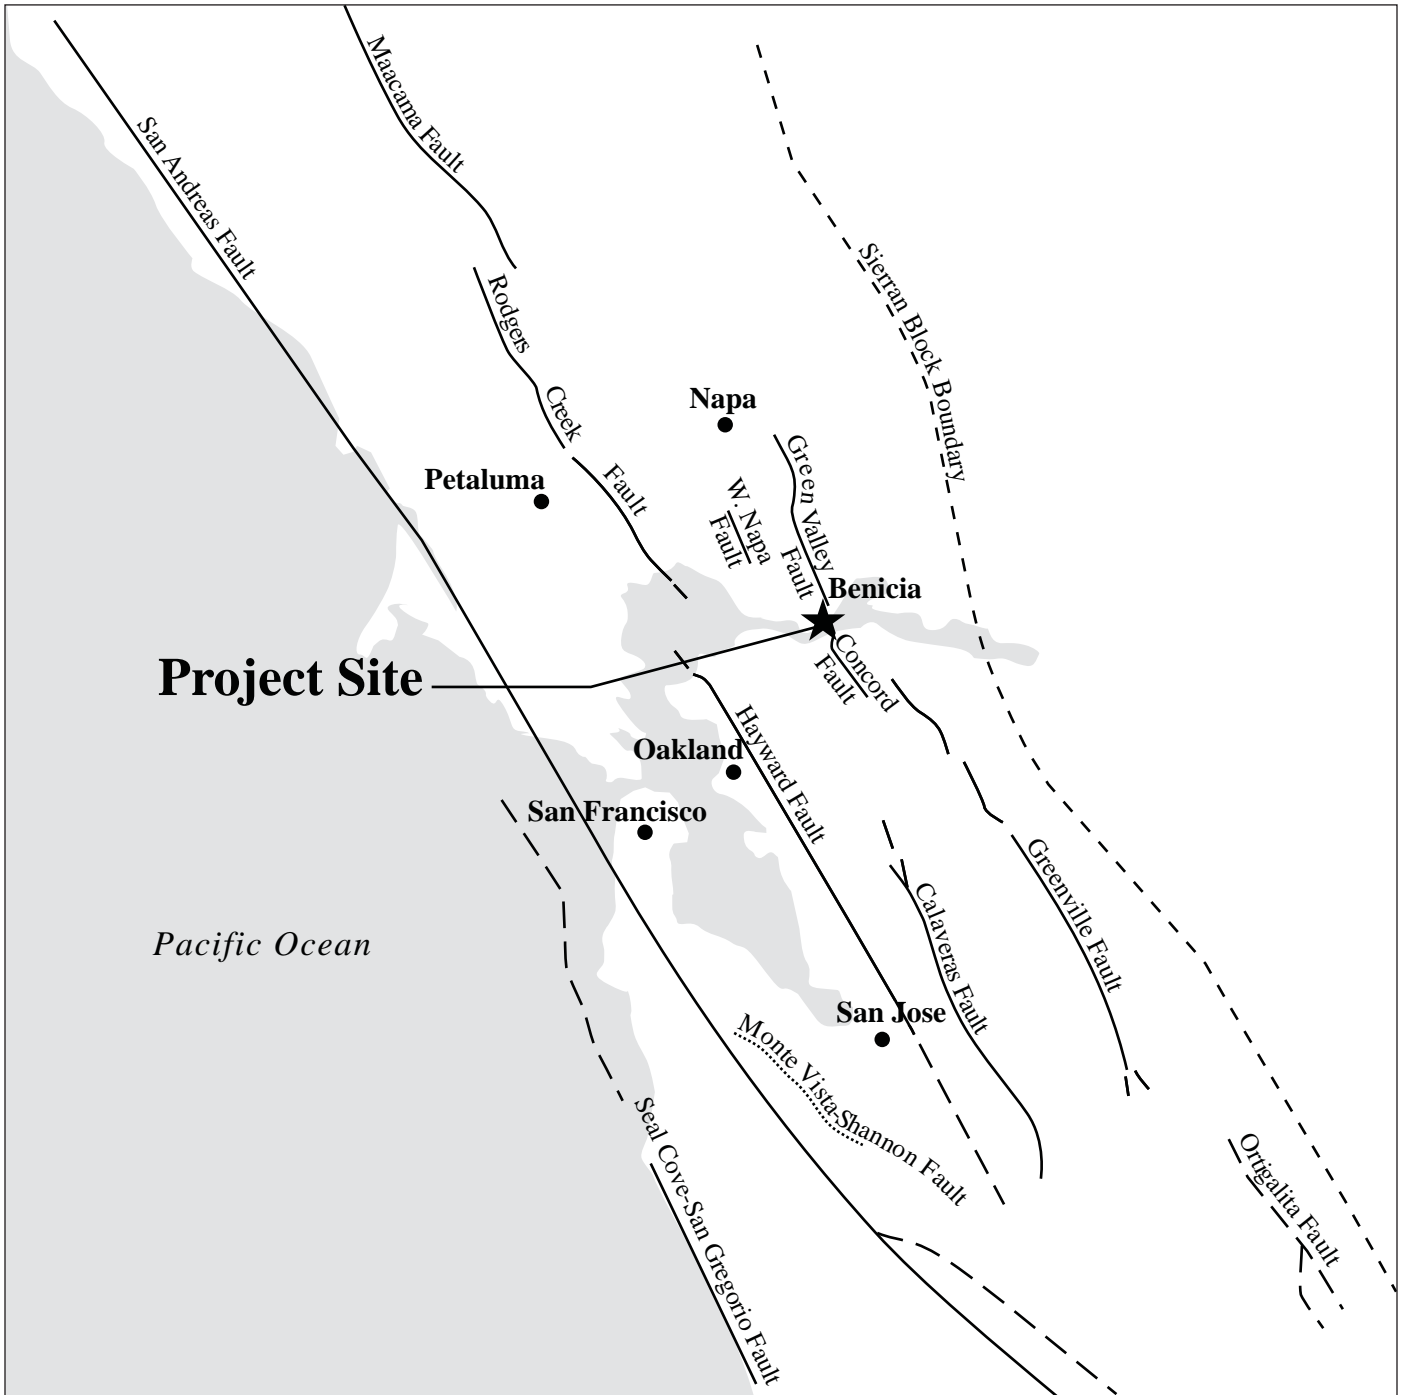 Maacama Fault
San Andreas Fault
Sierran Block Boundary
Rodgers
Creek
Fault
Napa
Petaluma
Green Valley
Fault
W. Napa
Fault
Benicia
Concord
Fault
Project Site
Hayward Fault
Oakland
San Francisco
Greenville Fault
Calaveras Fault
Pacific Ocean
San Jose
Monte Vista-Shannon Fault
Seal Cove-San Gregorio Fault
Ortigalita Fault